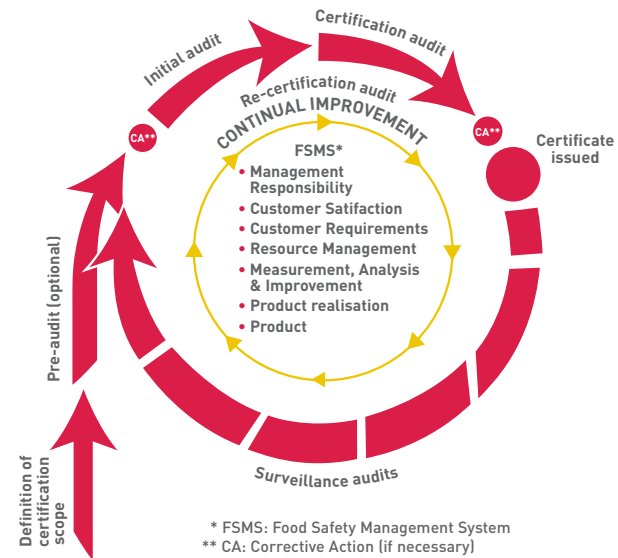 Certification audit
Initial audit
Re-certification audit
CONTINUAL IMPROVEMENT
CA**
CA**
Certificate
issued
FSMS*
• Management
Responsibility
• Customer Satifaction
• Customer Requirements
• Resource Management
• Measurement, Analysis
& Improvement
• Product realisation
• Product
Pre-audit (optional)
Surveillance audits
Definition of
certification
scope
* FSMS: Food Safety Management System
** CA: Corrective Action (if necessary)